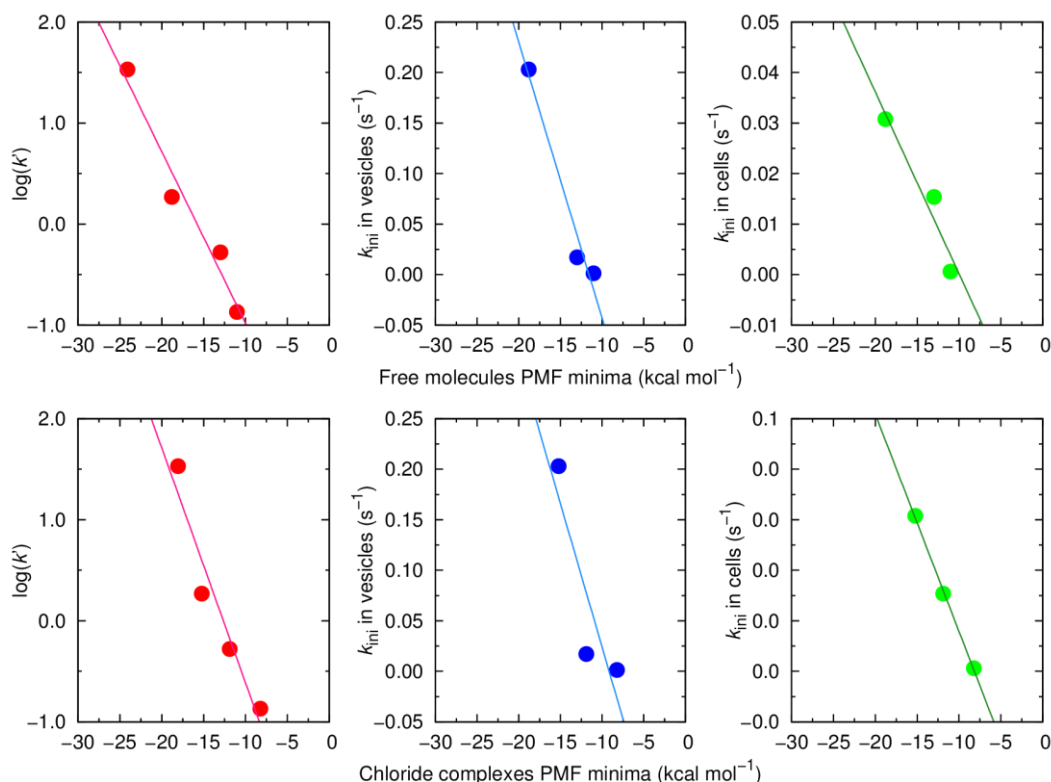 log(k')
2.0
1.0
0.0
−1.0
−30 −25 −20 −15 −10 −5 0
k_ini in vesicles (s⁻¹)
0.25
0.20
0.15
0.10
0.05
0.00
−0.05
−30 −25 −20 −15 −10 −5 0
k_ini in cells (s⁻¹)
0.05
0.04
0.03
0.01
0.00
−0.01
−30 −25 −20 −15 −10 −5 0
Free molecules PMF minima (kcal mol⁻¹)
log(k')
2.0
1.0
0.0
−1.0
−30 −25 −20 −15 −10 −5 0
k_ini in vesicles (s⁻¹)
0.25
0.20
0.15
0.10
0.05
0.00
−0.05
−30 −25 −20 −15 −10 −5 0
k_ini in cells (s⁻¹)
0.1
0.0
0.0
0.0
0.0
0.0
−0.0
−30 −25 −20 −15 −10 −5 0
Chloride complexes PMF minima (kcal mol⁻¹)